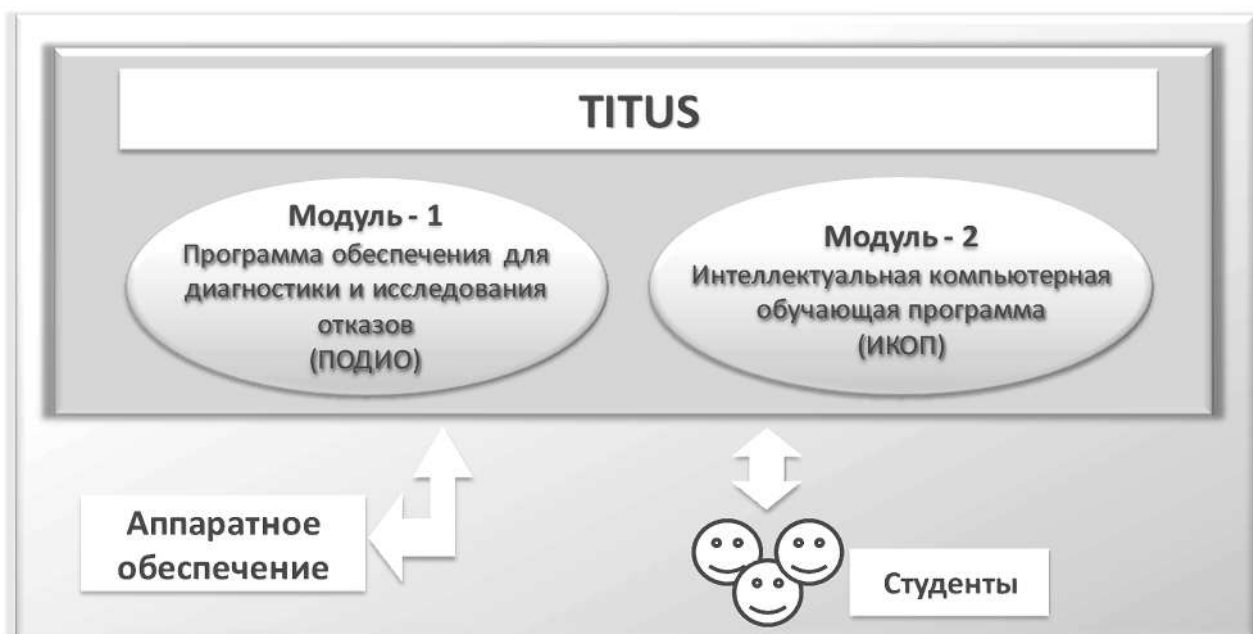 TITUS
Модуль - 1
Программа обеспечения для
диагностики и исследования
отказов
(ПОДИО)
Модуль - 2
Интеллектуальная компьютерная
обучающая программа
(ИКОП)
Аппаратное
обеспечение
Студенты